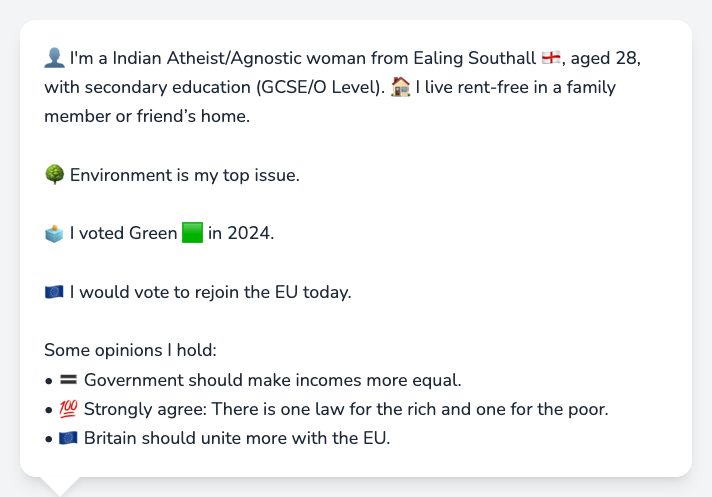 👤 I'm a Indian Atheist/Agnostic woman from Ealing Southall 🏴󠁧󠁢󠁥󠁮󠁧󠁿, aged 28,
with secondary education (GCSE/O Level). 🏠 I live rent-free in a family
member or friend’s home.
🌳 Environment is my top issue.
🗳️ I voted Green 🟩 in 2024.
🇪🇺 I would vote to rejoin the EU today.
Some opinions I hold:
• 🟰 Government should make incomes more equal.
• 💯 Strongly agree: There is one law for the rich and one for the poor.
• 🇪🇺 Britain should unite more with the EU.